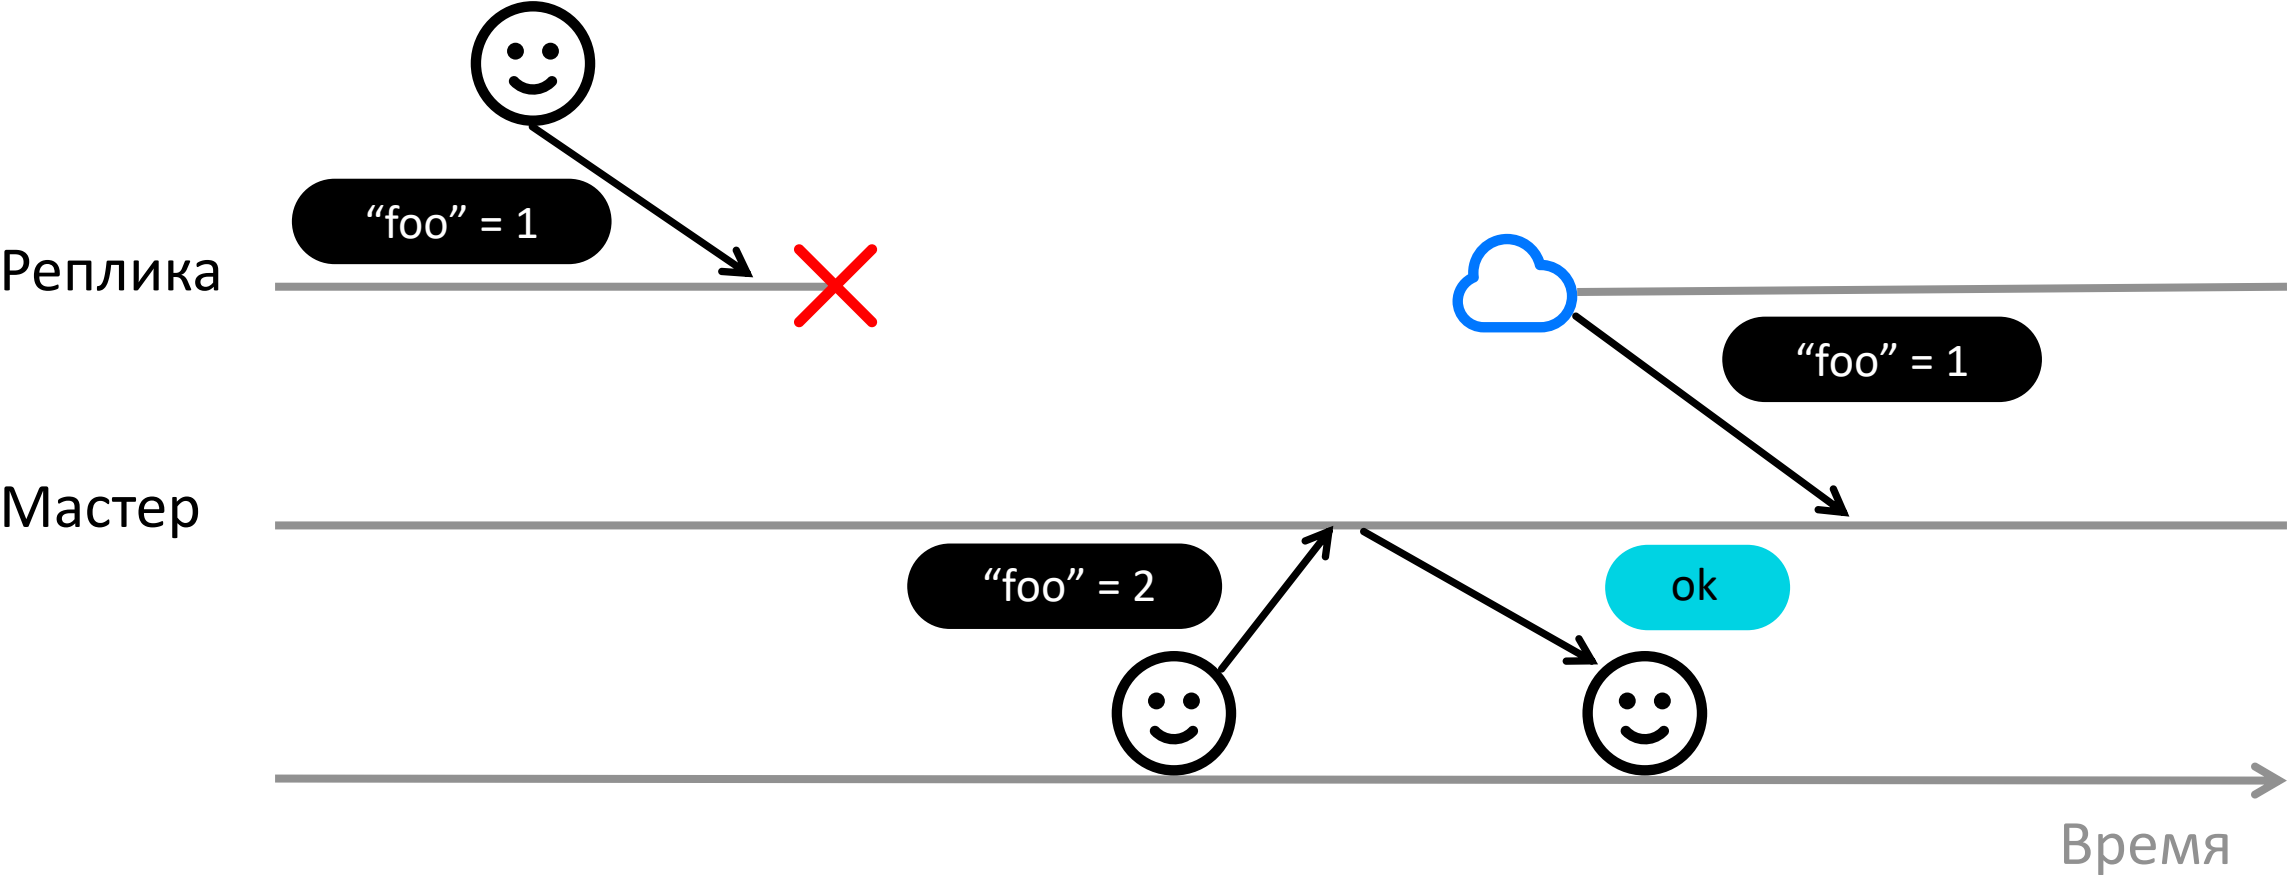 “foo” = 1
Реплика
“foo” = 1
Мастер
“foo” = 2
ok
Время